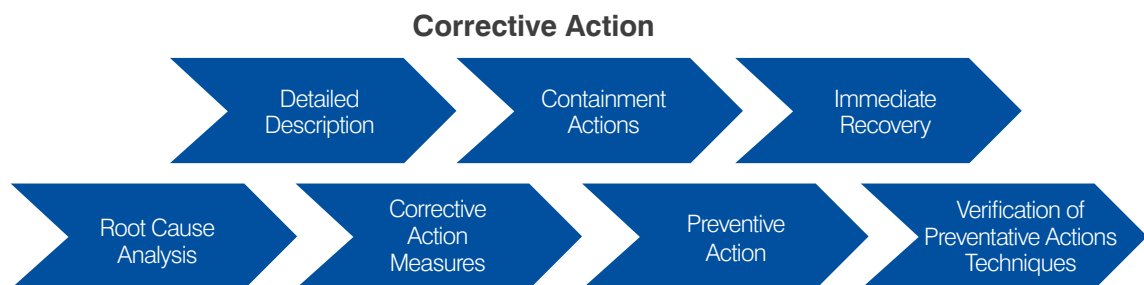 Corrective Action
Detailed
Description
Containment
Actions
Immediate
Recovery
Root Cause
Analysis
Corrective
Action
Measures
Preventive
Action
Verification of
Preventative Actions
Techniques